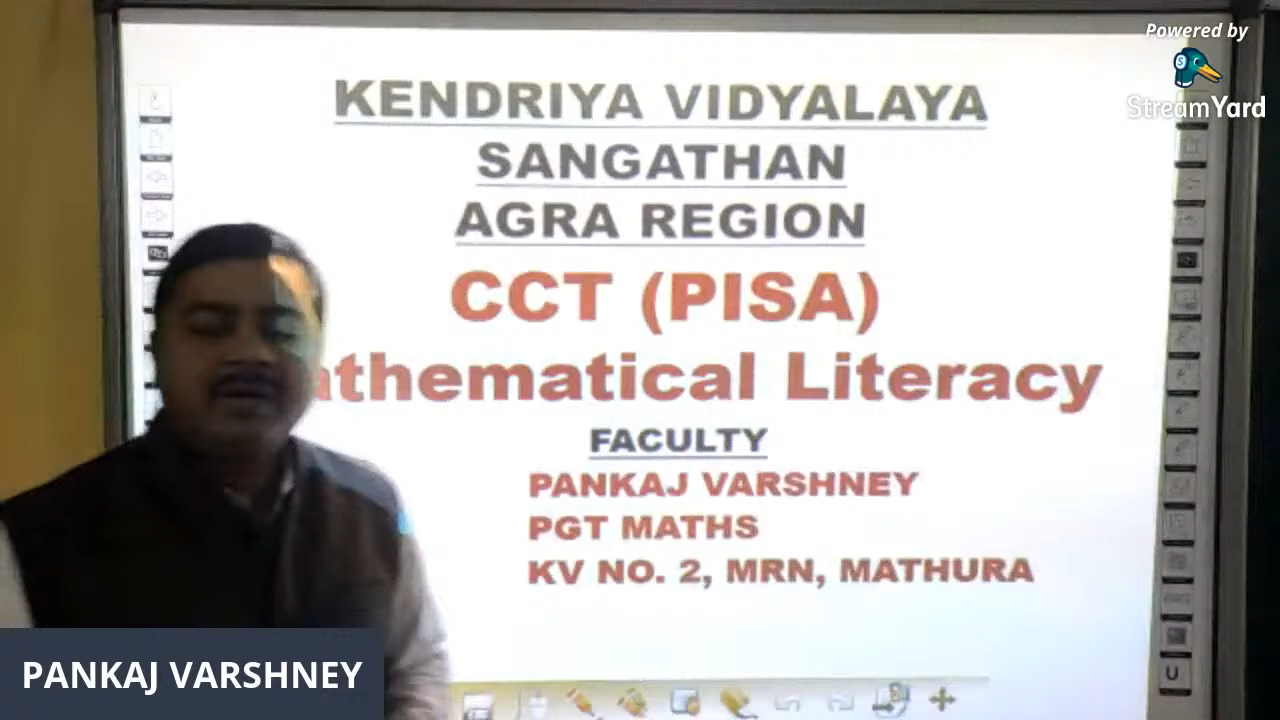 Powered by
StreamYard
KENDRIYA VIDYALAYA
SANGATHAN
AGRA REGION
CCT (PISA)
athematical Literacy
FACULTY
PANKAJ VARSHNEY
PGT MATHS
KV NO. 2, MRN, MATHURA
PANKAJ VARSHNEY